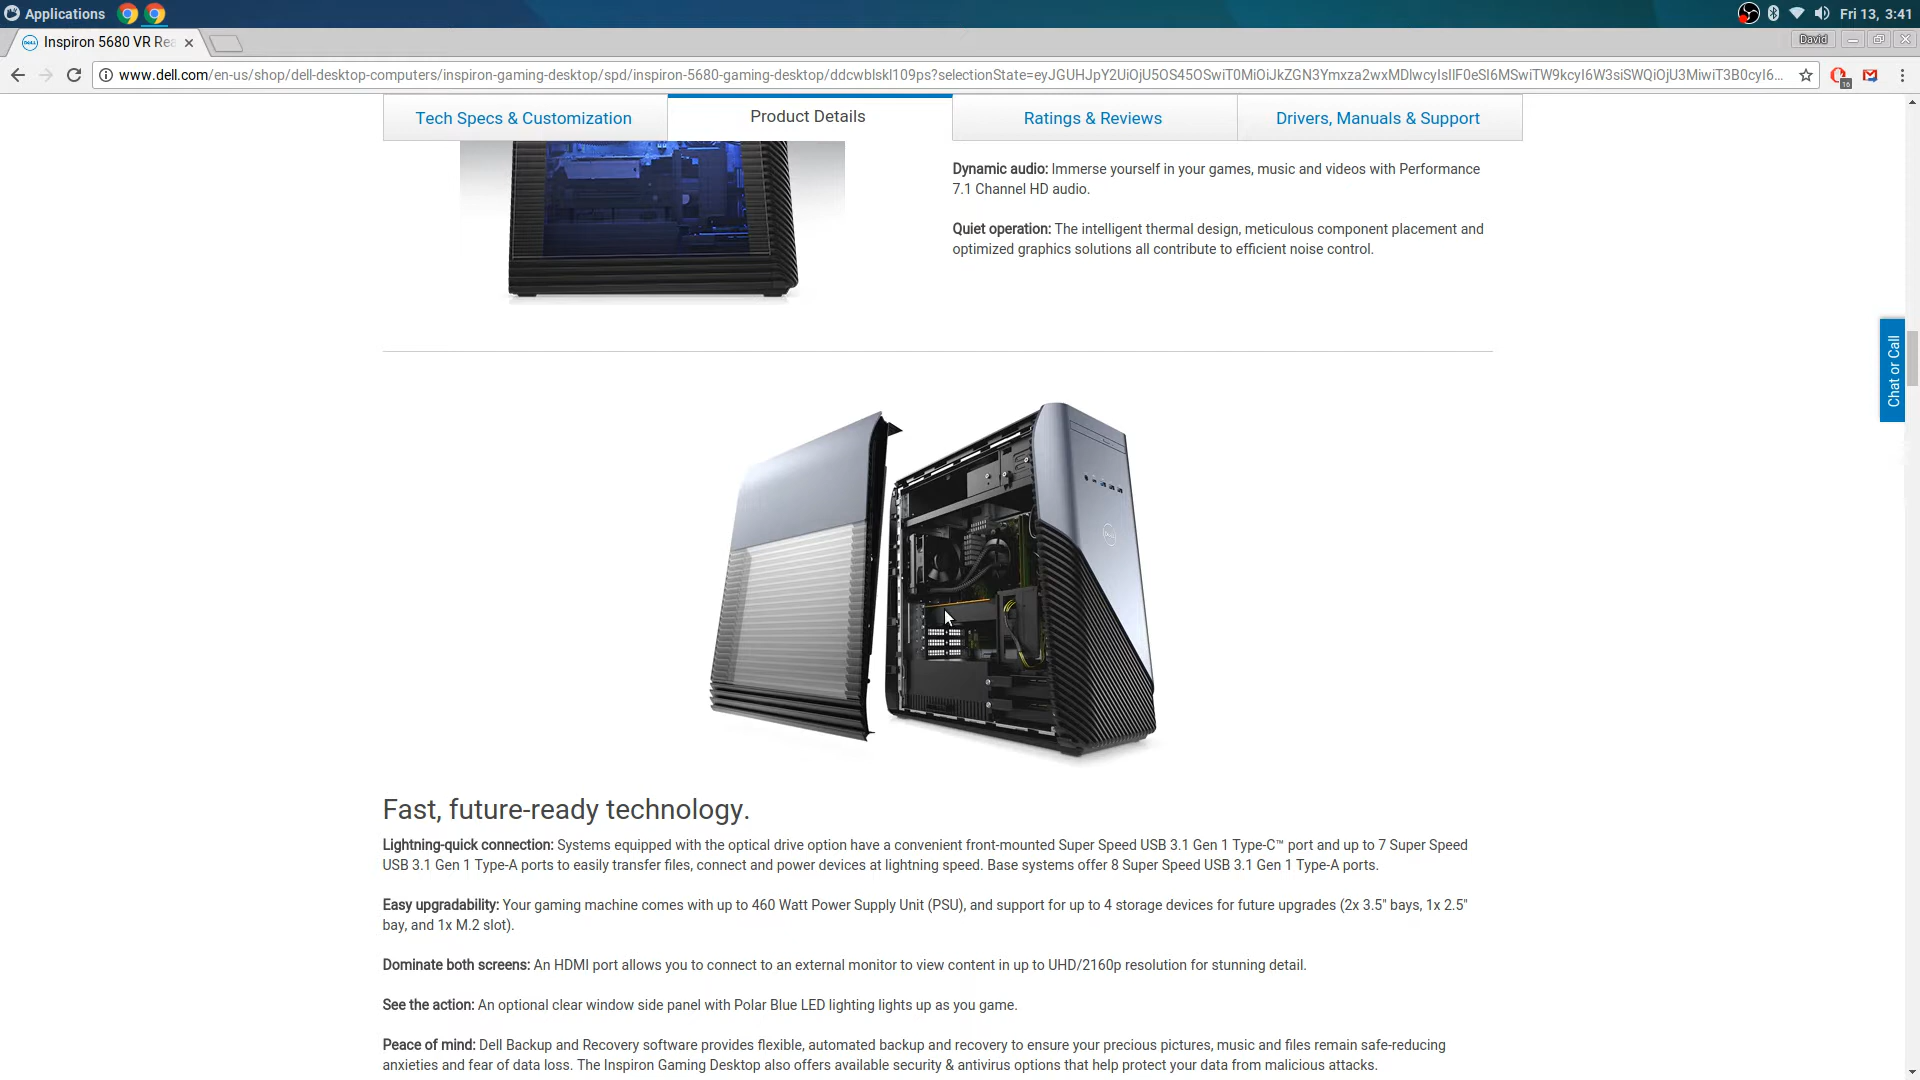 Applications
Fri 13, 3:41
Inspiron 5680 VR Rea
David
www.dell.com/en-us/shop/dell-desktop-computers/inspiron-gaming-desktop/spd/inspiron-5680-gaming-desktop/ddcwblskl109ps?selectionState=
16
Tech Specs & Customization
Product Details
Ratings & Reviews
Drivers, Manuals & Support
Dynamic audio: Immerse yourself in your games, music and videos with Performance
7.1 Channel HD audio.
Quiet operation: The intelligent thermal design, meticulous component placement and
optimized graphics solutions all contribute to efficient noise control.
Chat or Call
DELL
Fast, future-ready technology.
Lightning-quick connection: Systems equipped with the optical drive option have a convenient front-mounted Super Speed USB 3.1 Gen 1 Type-C™ port and up to 7 Super Speed
USB 3.1 Gen 1 Type-A ports to easily transfer files, connect and power devices at lightning speed. Base systems offer 8 Super Speed USB 3.1 Gen 1 Type-A ports.
Easy upgradability: Your gaming machine comes with up to 460 Watt Power Supply Unit (PSU), and support for up to 4 storage devices for future upgrades (2x 3.5" bays, 1x 2.5"
bay, and 1x M.2 slot).
Dominate both screens: An HDMI port allows you to connect to an external monitor to view content in up to UHD/2160p resolution for stunning detail.
See the action: An optional clear window side panel with Polar Blue LED lighting lights up as you game.
Peace of mind: Dell Backup and Recovery software provides flexible, automated backup and recovery to ensure your precious pictures, music and files remain safe-reducing
anxieties and fear of data loss. The Inspiron Gaming Desktop also offers available security & antivirus options that help protect your data from malicious attacks.